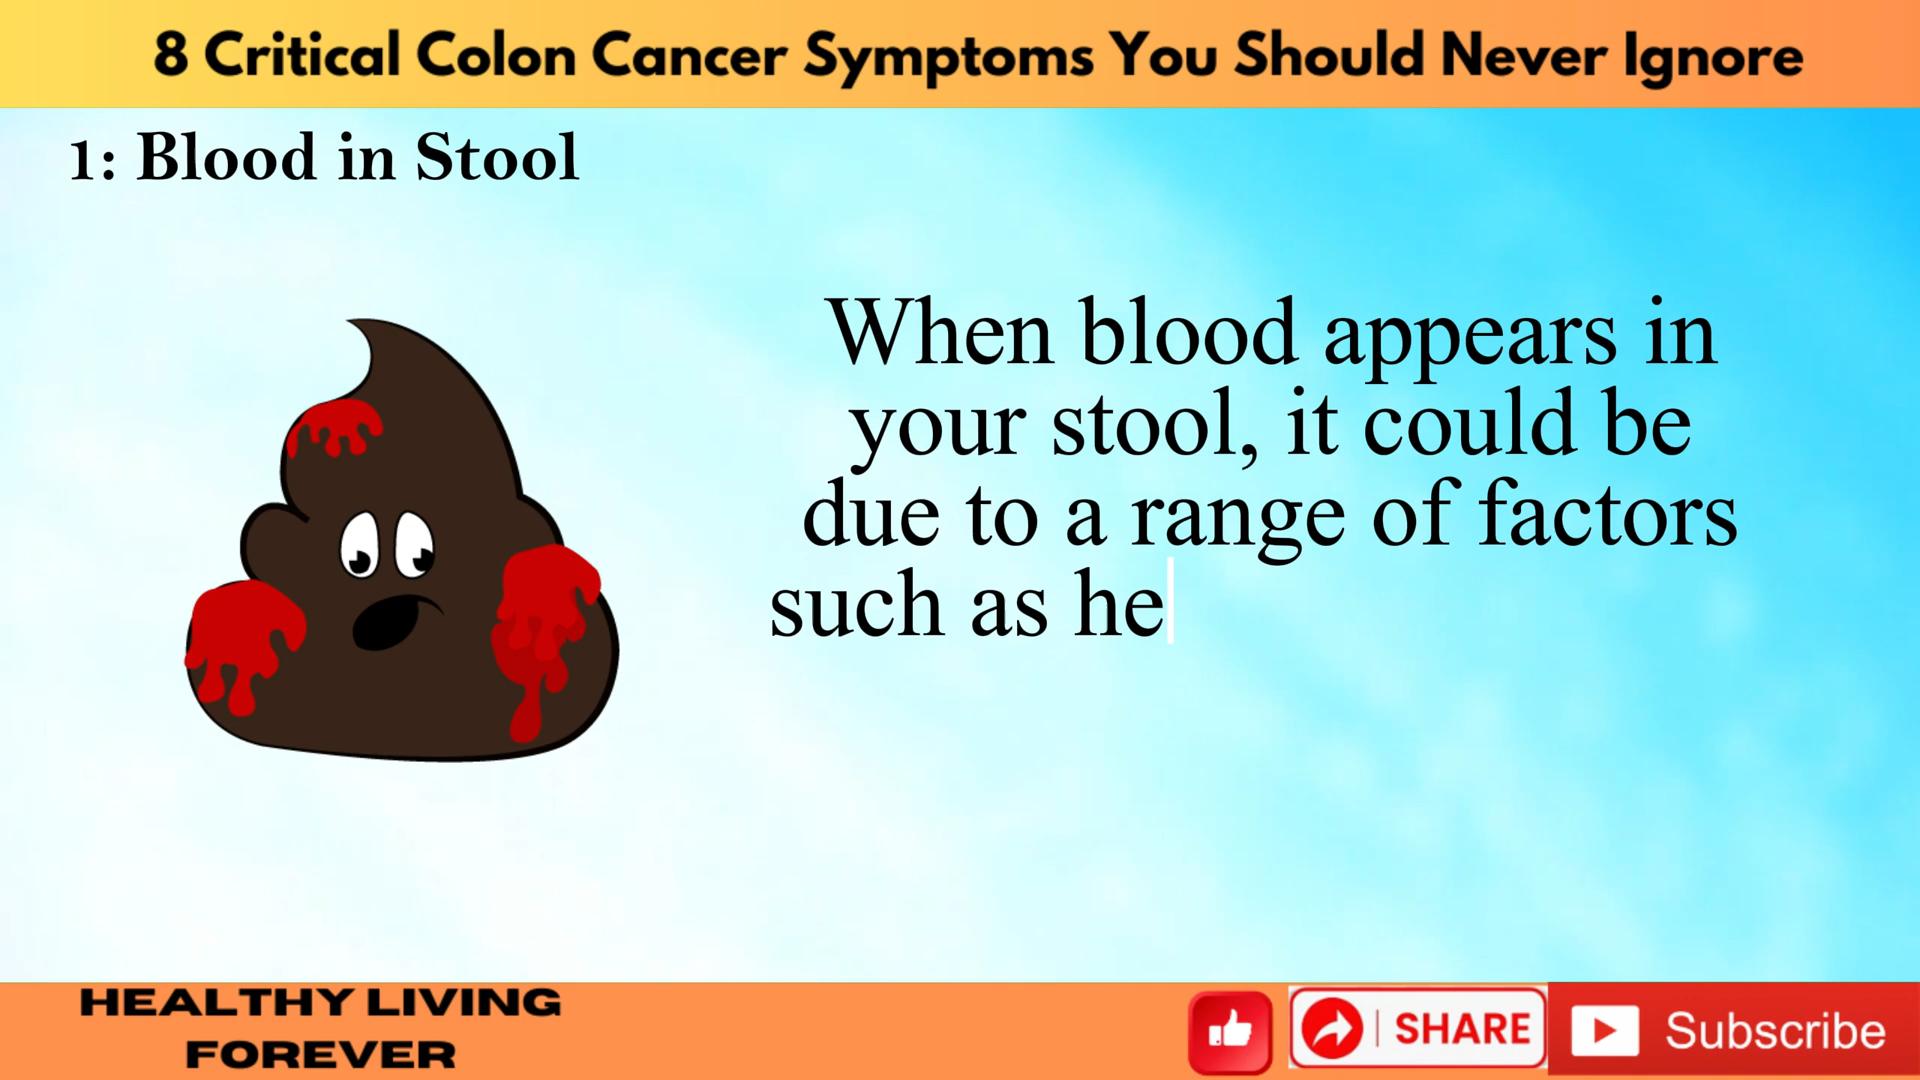 8 Critical Colon Cancer Symptoms You Should Never Ignore
1: Blood in Stool
When blood appears in
your stool, it could be
due to a range of factors
such as he
HEALTHY LIVING
FOREVER
SHARE
Subscribe